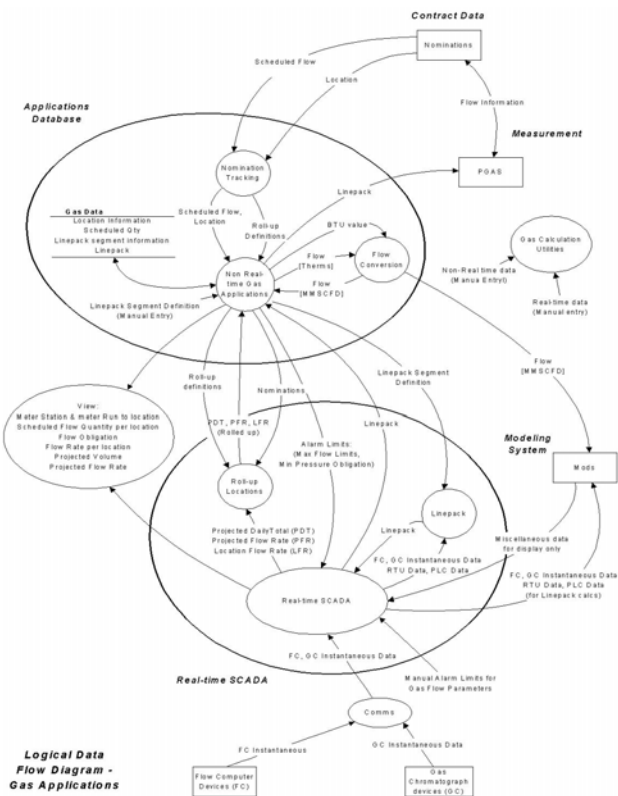 Contract Data
Nominations
Scheduled Flow
Location
Flow Information
Applications
Database
Measurement
Nomination
Tracking
PGAS
Linepack
Gas Data
Location Information
Scheduled Qty
Linepack segment information
Linepack
Scheduled Flow,
Location
Roll-up
Definitions
BTU value
Flow
[Therms]
Flow
Conversion
Gas Calculation
Utilities
Non Real-
time Gas
Applications
Flow
[MMSCFD]
Non-Real time data
(Manua Entryl)
Real-time data
(Manual entry)
Linepack Segment Definition
(Manual Entry)
Flow
[MMSCFD]
Roll-up
definitions
Nominations
Linepack Segment
Definition
View:
Mater Station & mater Run to location
Scheduled Flow Quantity per location
Flow Obligation
Flow Rate per location
Projected Volume
Projected Flow Rate
PDT, PFR, LFR
(Rolled up)
Linepack
Alarm Limits:
(Max Flow Limits,
Min Pressure Obligation)
Modeling
System
Mods
Roll-up
Locations
Linepack
Projected DailyTotal (PDT)
Projected Flow Rate (PFR)
Location Flow Rate (LFR)
Linepack
Miscellaneous data
for display only
FC, GC Instantaneous Data
RTU Data, PLC Data
FC, GC Instantaneous Data
RTU Data, PLC Data
(for Linepack calcs)
Real-time SCADA
FC, GC Instantaneous Data
Real-time SCADA
Manual Alarm Limits for
Gas Flow Parameters
Comms
FC Instantaneous
GC Instantaneous Data
Logical Data
Flow Diagram -
Gas Applications
Flow Computer
Devices (FC)
Gas
Chromatograph
devices (GC)